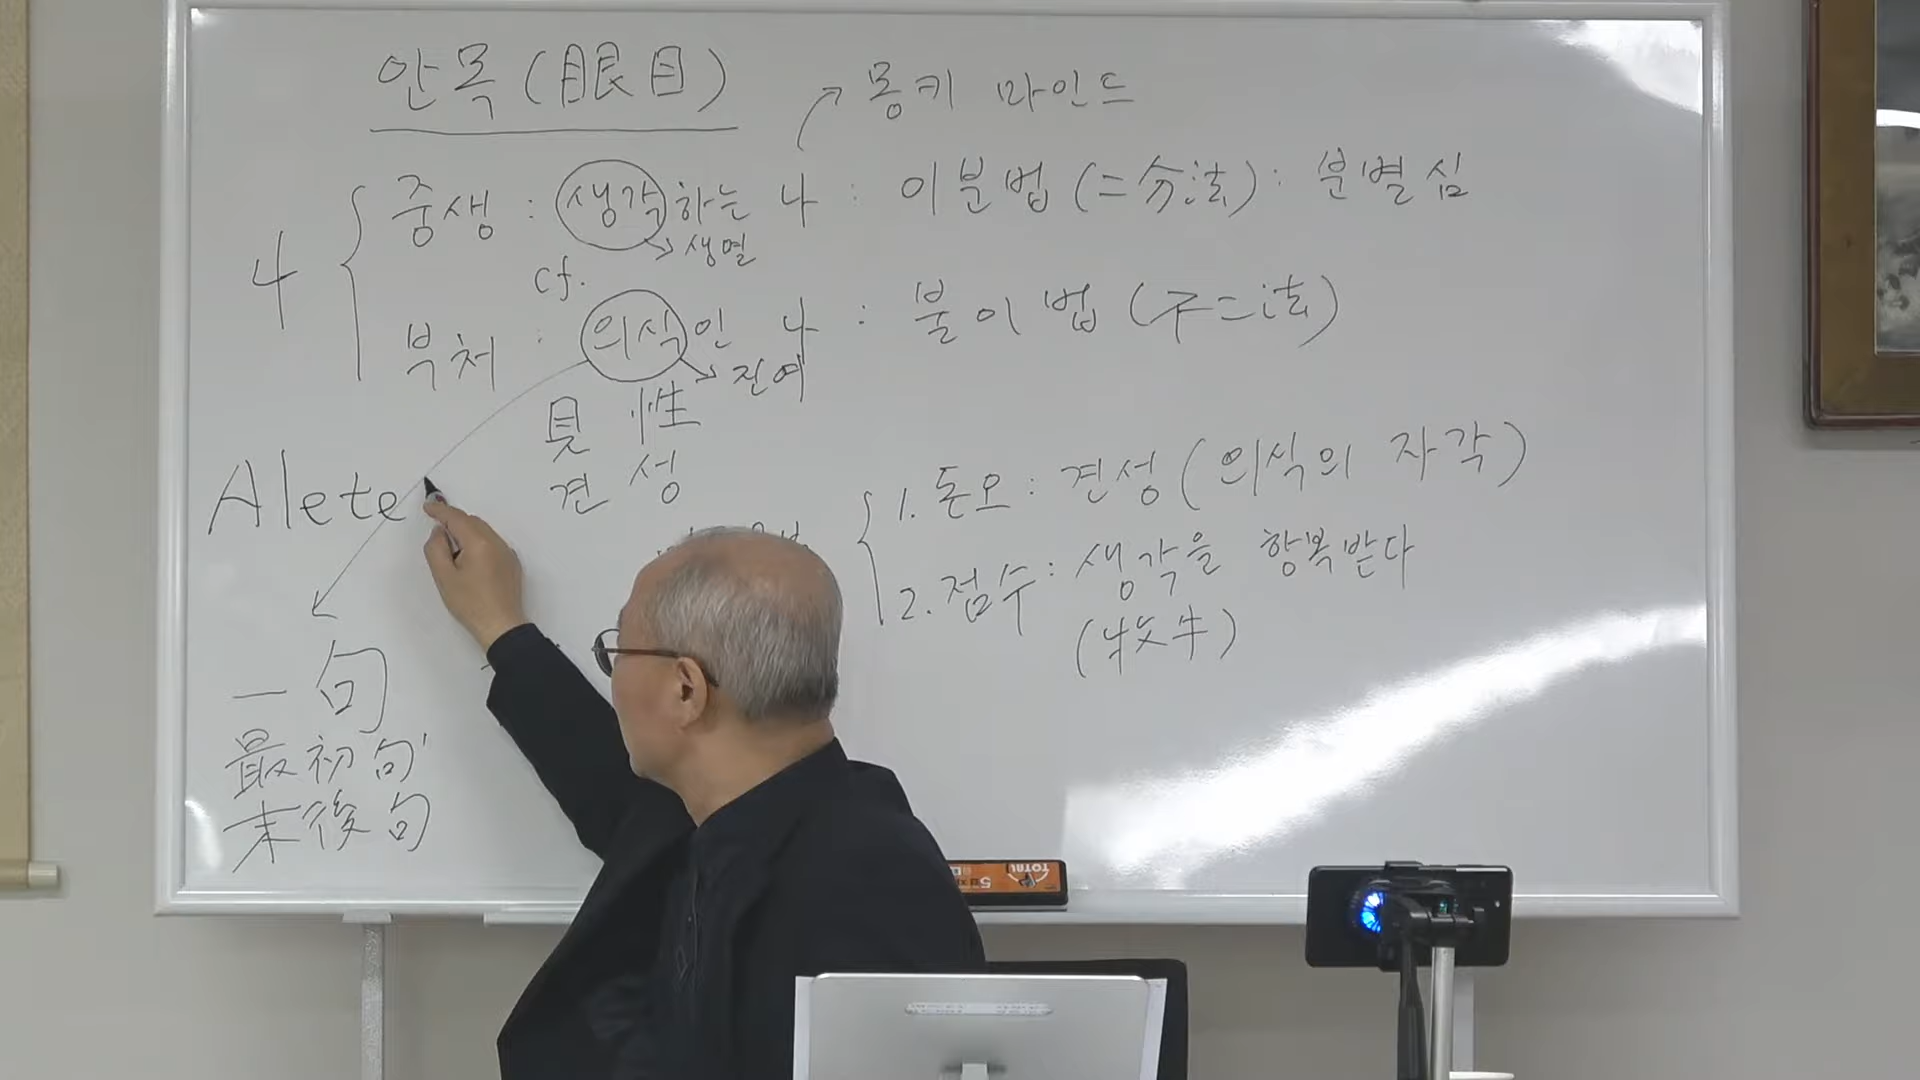 안목(眼目)
몽키 마인드
나
중생 : 생각하는 나 : 이분법(二分法) : 분별심
생멸
cf.
부처 : 의식인 나 : 불이법(不二法)
진여
見性
견성
Alete
1. 돈오 : 견성(의식의 자각)
2. 점수 : 생각을 항복받다
(牧牛)
一句
最初句
末後句
TOTAL